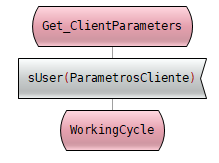 Get_ClientParameters
sUser(ParametrosCliente)
WorkingCycle